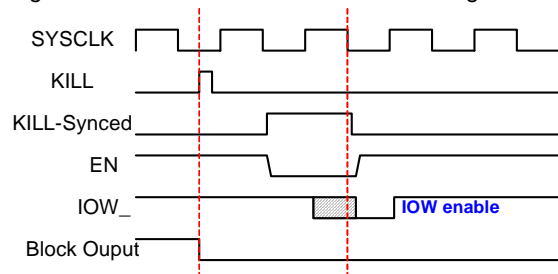 SYSCLK
KILL
KILL-Synced
EN
IOW_
IOW enable
Block Ouput